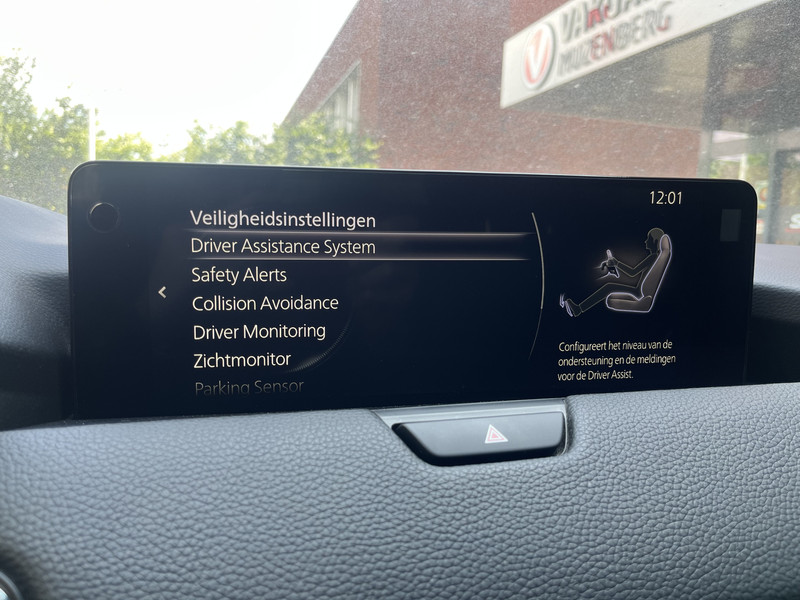 MUZENBERG
12:01
Veiligheidsinstellingen
Driver Assistance System
Safety Alerts
Collision Avoidance
Driver Monitoring
Zichtmonitor
Parking Sensor
Configureert het niveau van de
ondersteuning en de meldingen
voor de Driver Assist.